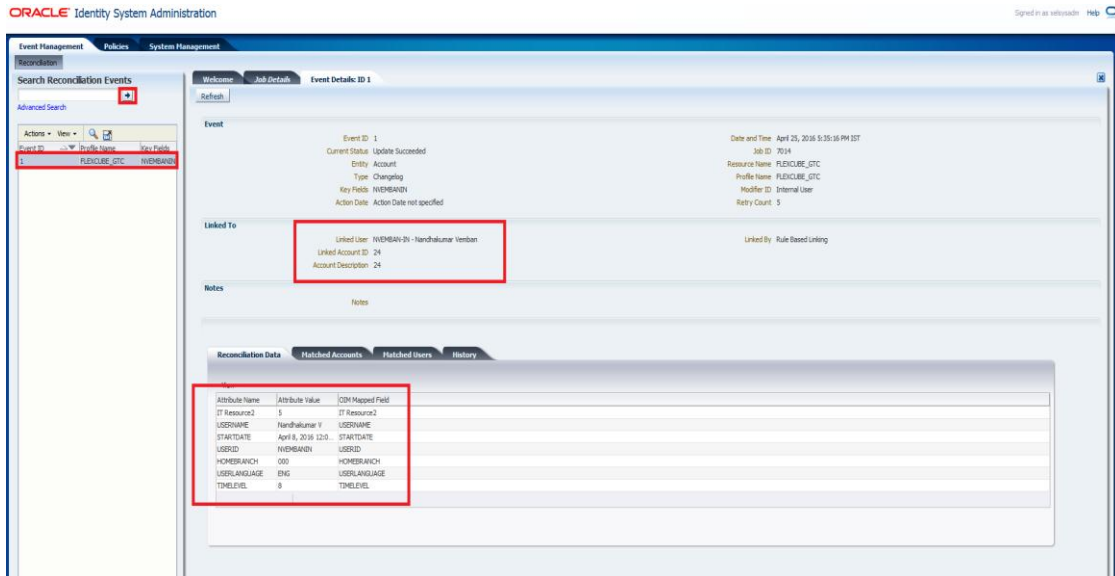 ORACLE Identity System Administration
Signed in as xelsysadm Help
Event Management Policies System Management
Reconciliation
Search Reconciliation Events
Advanced Search
Actions View
Event ID Profile Name Key Fields
1 FLEXCUBE_GTC NVEMBANIN
Welcome Job Details Event Details: ID 1
Refresh
Event
Event ID 1
Current Status Update Succeeded
Entity Account
Type Changelog
Key Fields NVEMBANIN
Action Date Action Date not specified
Date and Time April 25, 2016 5:35:16 PM IST
Job ID 7014
Resource Name FLEXCUBE_GTC
Profile Name FLEXCUBE_GTC
Modifier ID Internal User
Retry Count 5
Linked To
Linked User NVEMBAN-IN - Nandhakumar Vemban
Linked Account ID 24
Account Description 24
Linked By Rule Based Linking
Notes
Notes
Reconciliation Data Matched Accounts Matched Users History
Attribute Name Attribute Value OIM Mapped Field
IT Resource2 5 IT Resource2
USERNAME Nandhakumar V USERNAME
STARTDATE April 8, 2016 12:0... STARTDATE
USERID NVEMBANIN USERID
HOMEBRANCH 000 HOMEBRANCH
USERLANGUAGE ENG USERLANGUAGE
TIMELEVEL 8 TIMELEVEL